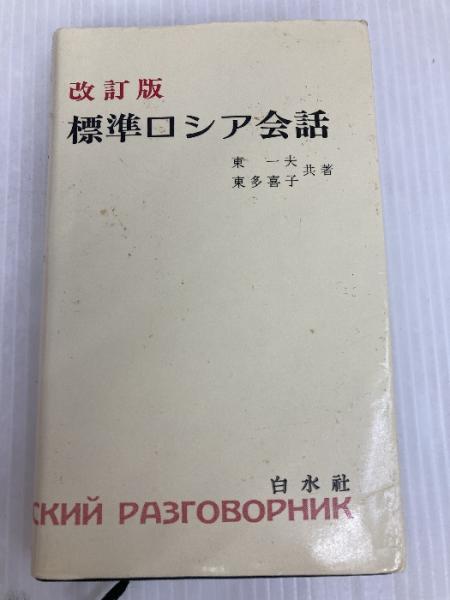 改訂版
標準ロシア会話
東 一夫
東多喜子 共著
白水社
СКИЙ РАЗГОВОРНИК